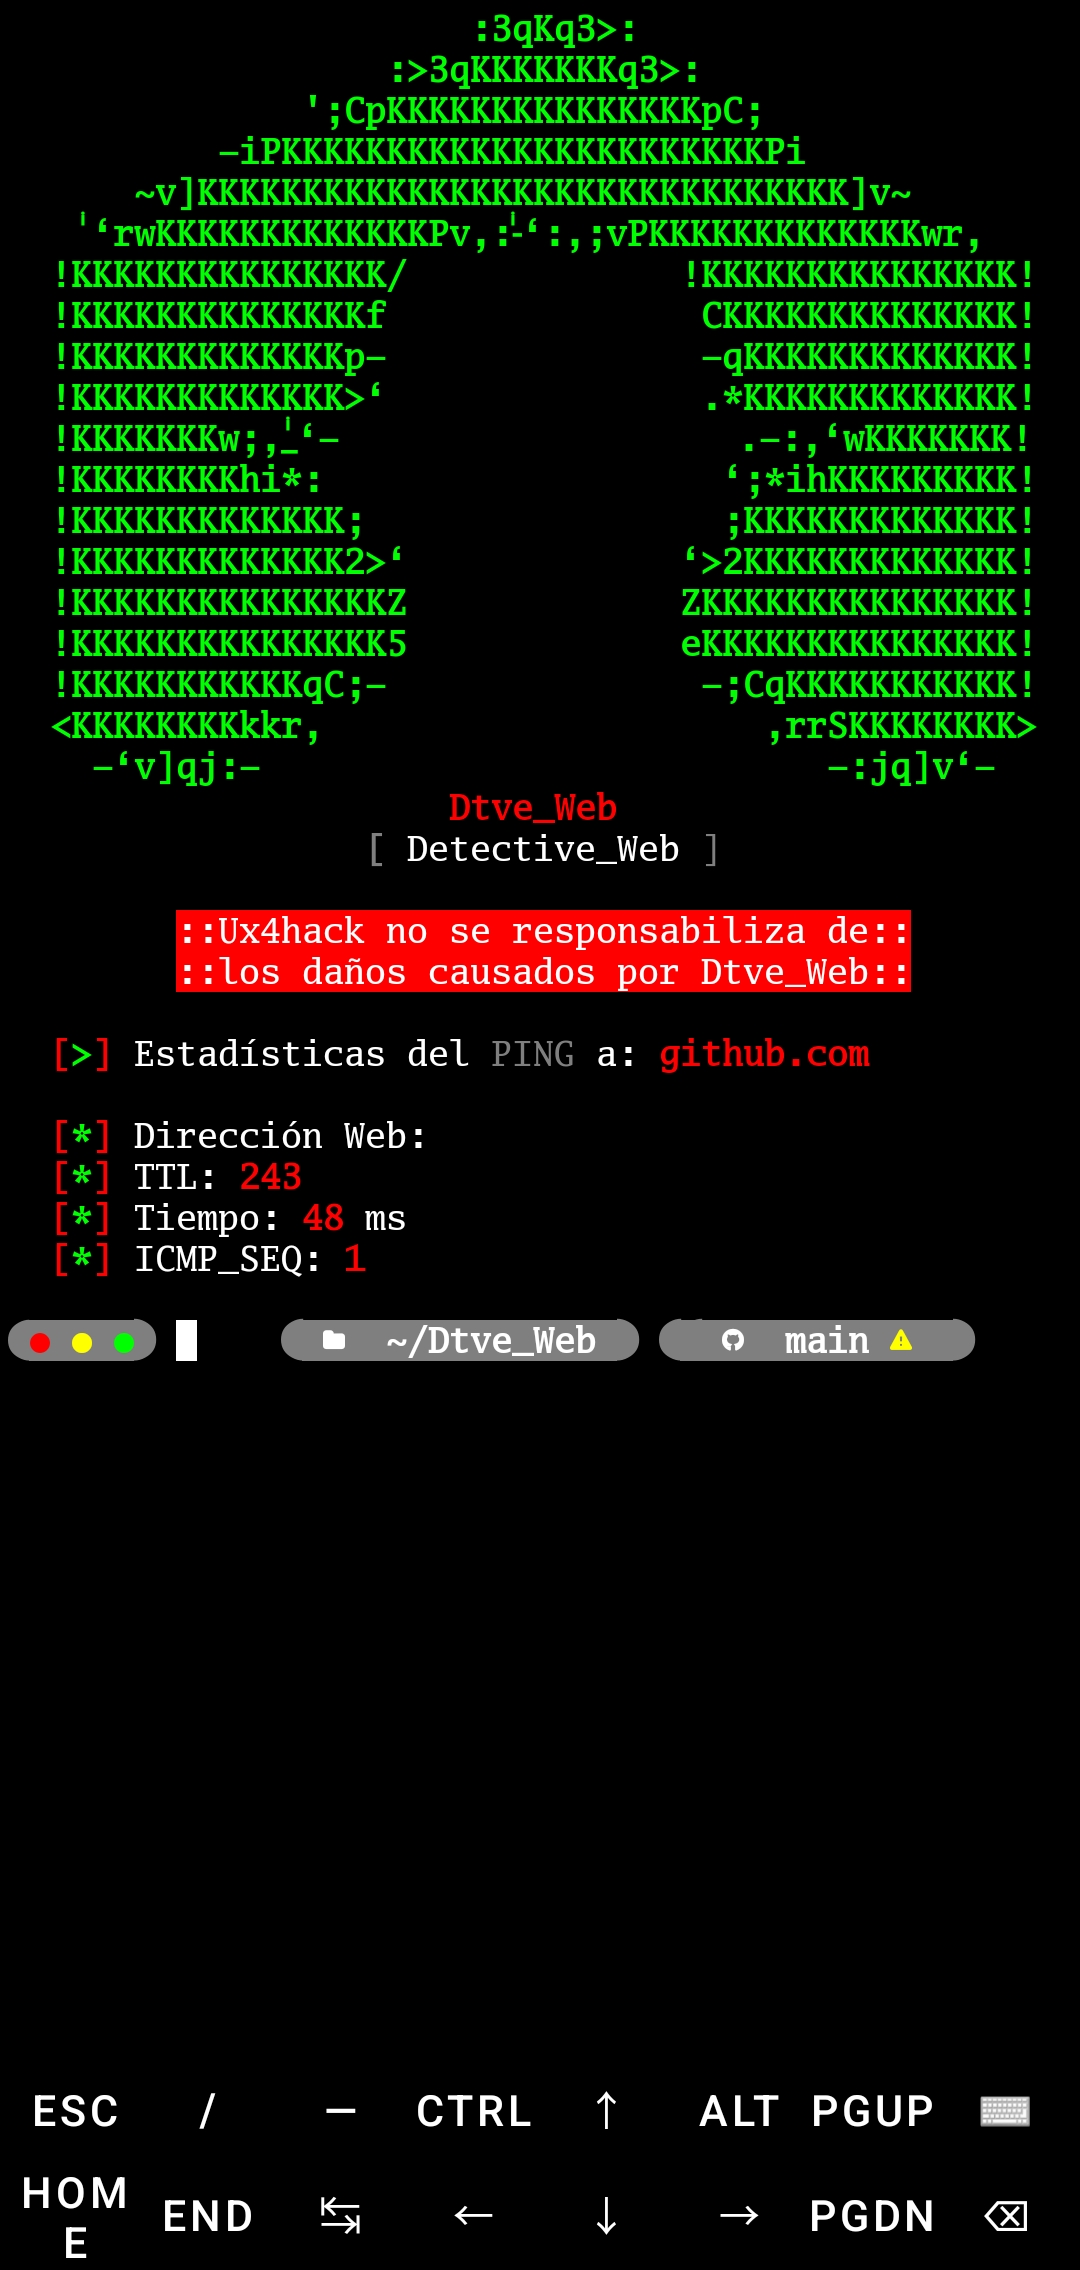 :3qKq3>:
:>3qKKKKKKKq3>:
';CpKKKKKKKKKKKKKKKpC;
-iPKKKKKKKKKKKKKKKKKKKKKKKPi
~v]KKKKKKKKKKKKKKKKKKKKKKKKKKKKKKK]v~
'‘rwKKKKKKKKKKKKKPv,:'-‘:,;vPKKKKKKKKKKKKKwr,
!KKKKKKKKKKKKKKK/ !KKKKKKKKKKKKKKK!
!KKKKKKKKKKKKKKf CKKKKKKKKKKKKKK!
!KKKKKKKKKKKKKp- -qKKKKKKKKKKKKK!
!KKKKKKKKKKKKK>‘ .*KKKKKKKKKKKKK!
!KKKKKKKw;,'_‘- .-:,‘wKKKKKKK!
!KKKKKKKKhi*: ‘;*ihKKKKKKKKK!
!KKKKKKKKKKKKK; ;KKKKKKKKKKKKK!
!KKKKKKKKKKKKK2>‘ ‘>2KKKKKKKKKKKKK!
!KKKKKKKKKKKKKKKZ ZKKKKKKKKKKKKKKK!
!KKKKKKKKKKKKKKK5 eKKKKKKKKKKKKKKK!
!KKKKKKKKKKKqC;- -;CqKKKKKKKKKKK!
<KKKKKKKKkkr, ,rrSKKKKKKKK>
-‘v]qj:- -:jq]v‘-
Dtve_Web
[ Detective_Web ]
::Ux4hack no se responsabiliza de::
::los daños causados por Dtve_Web::
[>] Estadísticas del PING a: github.com
[*] Dirección Web:
[*] TTL: 243
[*] Tiempo: 48 ms
[*] ICMP_SEQ: 1
~/Dtve_Web main
ESC / - CTRL ↑ ALT PGUP
HOME END ↹ ← ↓ → PGDN ⌫